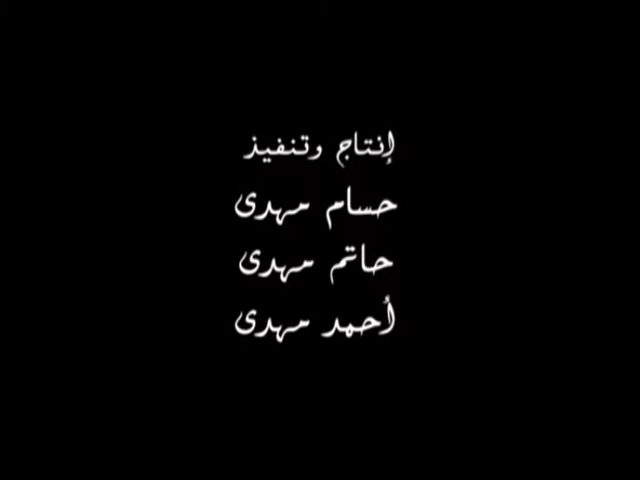 إنتاج وتنفيذ
حسام مهدى
حاتم مهدى
أحمد مهدى